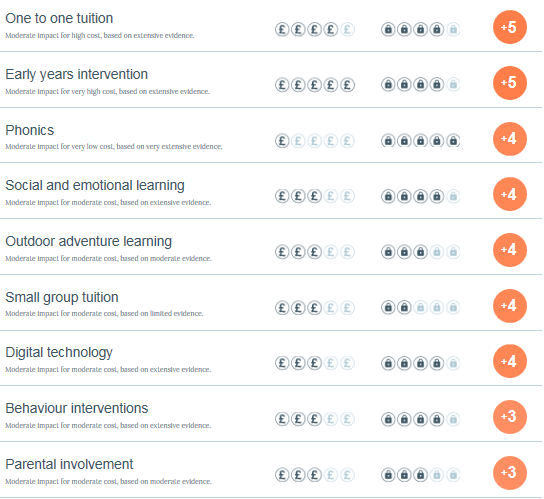 One to one tuition
Moderate impact for high cost, based on extensive evidence.
£ £ £ £ £
+5
Early years intervention
Moderate impact for very high cost, based on extensive evidence.
£ £ £ £ £
+5
Phonics
Moderate impact for very low cost, based on very extensive evidence.
£ £ £ £ £
+4
Social and emotional learning
Moderate impact for moderate cost, based on extensive evidence.
£ £ £ £ £
+4
Outdoor adventure learning
Moderate impact for moderate cost, based on moderate evidence.
£ £ £ £ £
+4
Small group tuition
Moderate impact for moderate cost, based on limited evidence.
£ £ £ £ £
+4
Digital technology
Moderate impact for moderate cost, based on extensive evidence.
£ £ £ £ £
+4
Behaviour interventions
Moderate impact for moderate cost, based on extensive evidence.
£ £ £ £ £
+3
Parental involvement
Moderate impact for moderate cost, based on moderate evidence.
£ £ £ £ £
+3